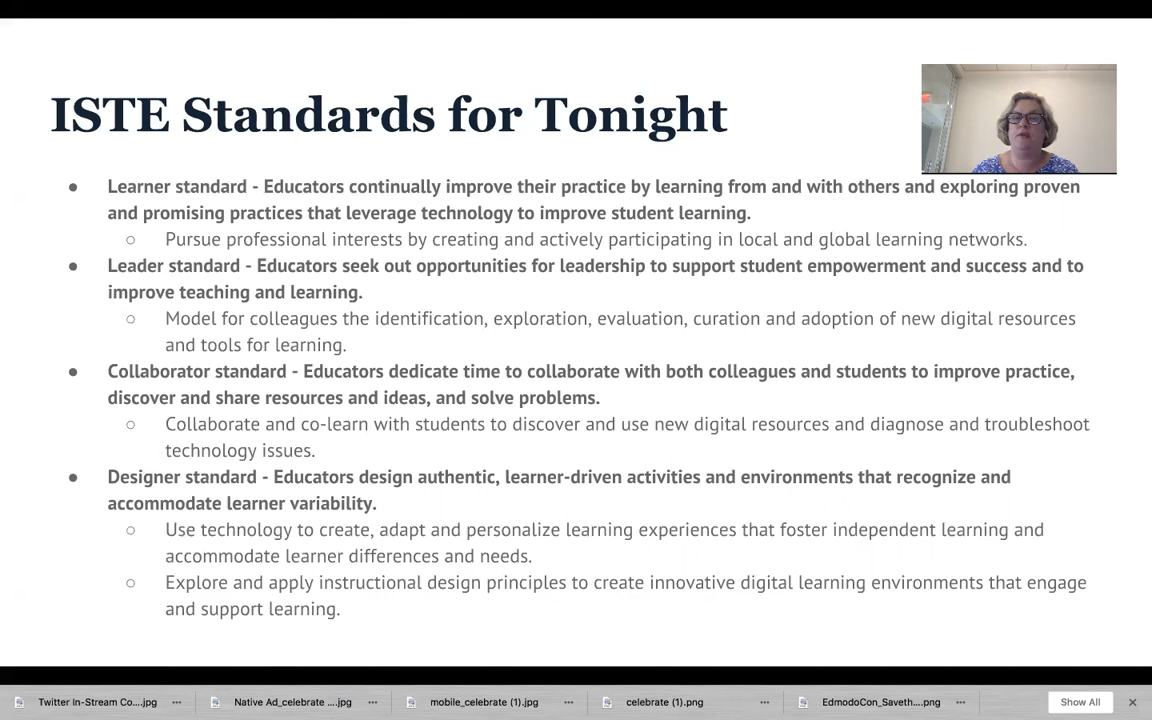 ISTE Standards for Tonight
● Learner standard - Educators continually improve their practice by learning from and with others and exploring proven
and promising practices that leverage technology to improve student learning.
○ Pursue professional interests by creating and actively participating in local and global learning networks.
● Leader standard - Educators seek out opportunities for leadership to support student empowerment and success and to
improve teaching and learning.
○ Model for colleagues the identification, exploration, evaluation, curation and adoption of new digital resources
and tools for learning.
● Collaborator standard - Educators dedicate time to collaborate with both colleagues and students to improve practice,
discover and share resources and ideas, and solve problems.
○ Collaborate and co-learn with students to discover and use new digital resources and diagnose and troubleshoot
technology issues.
● Designer standard - Educators design authentic, learner-driven activities and environments that recognize and
accommodate learner variability.
○ Use technology to create, adapt and personalize learning experiences that foster independent learning and
accommodate learner differences and needs.
○ Explore and apply instructional design principles to create innovative digital learning environments that engage
and support learning.
Twitter In-Stream Co....jpg ... Native Ad_celebrate ....jpg ... mobile_celebrate (1).jpg ... celebrate (1).png ... EdmodoCon_Saveth....png ... Show All ×